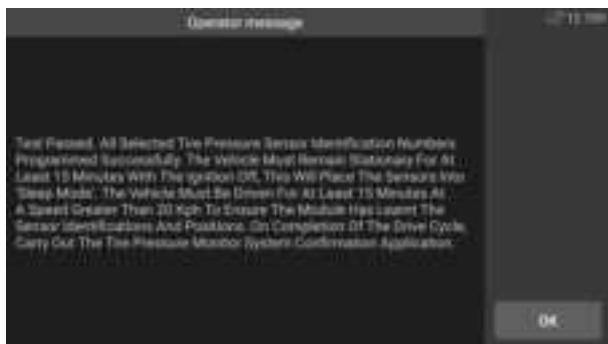 Operator message
Test Passed. All Selected Tire Pressure Sensor Identification Numbers
Programmed Successfully. The Vehicle Must Remain Stationary For At
Least 15 Minutes With The Ignition Off, This Will Place The Sensors Into
'Sleep Mode'. The Vehicle Must Be Driven For At Least 15 Minutes At
A Speed Greater Than 20 Kph To Ensure The Module Has Learnt The
Sensor Identifications And Positions. On Completion Of The Drive Cycle,
Carry Out The Tire Pressure Monitor System Confirmation Application.
OK